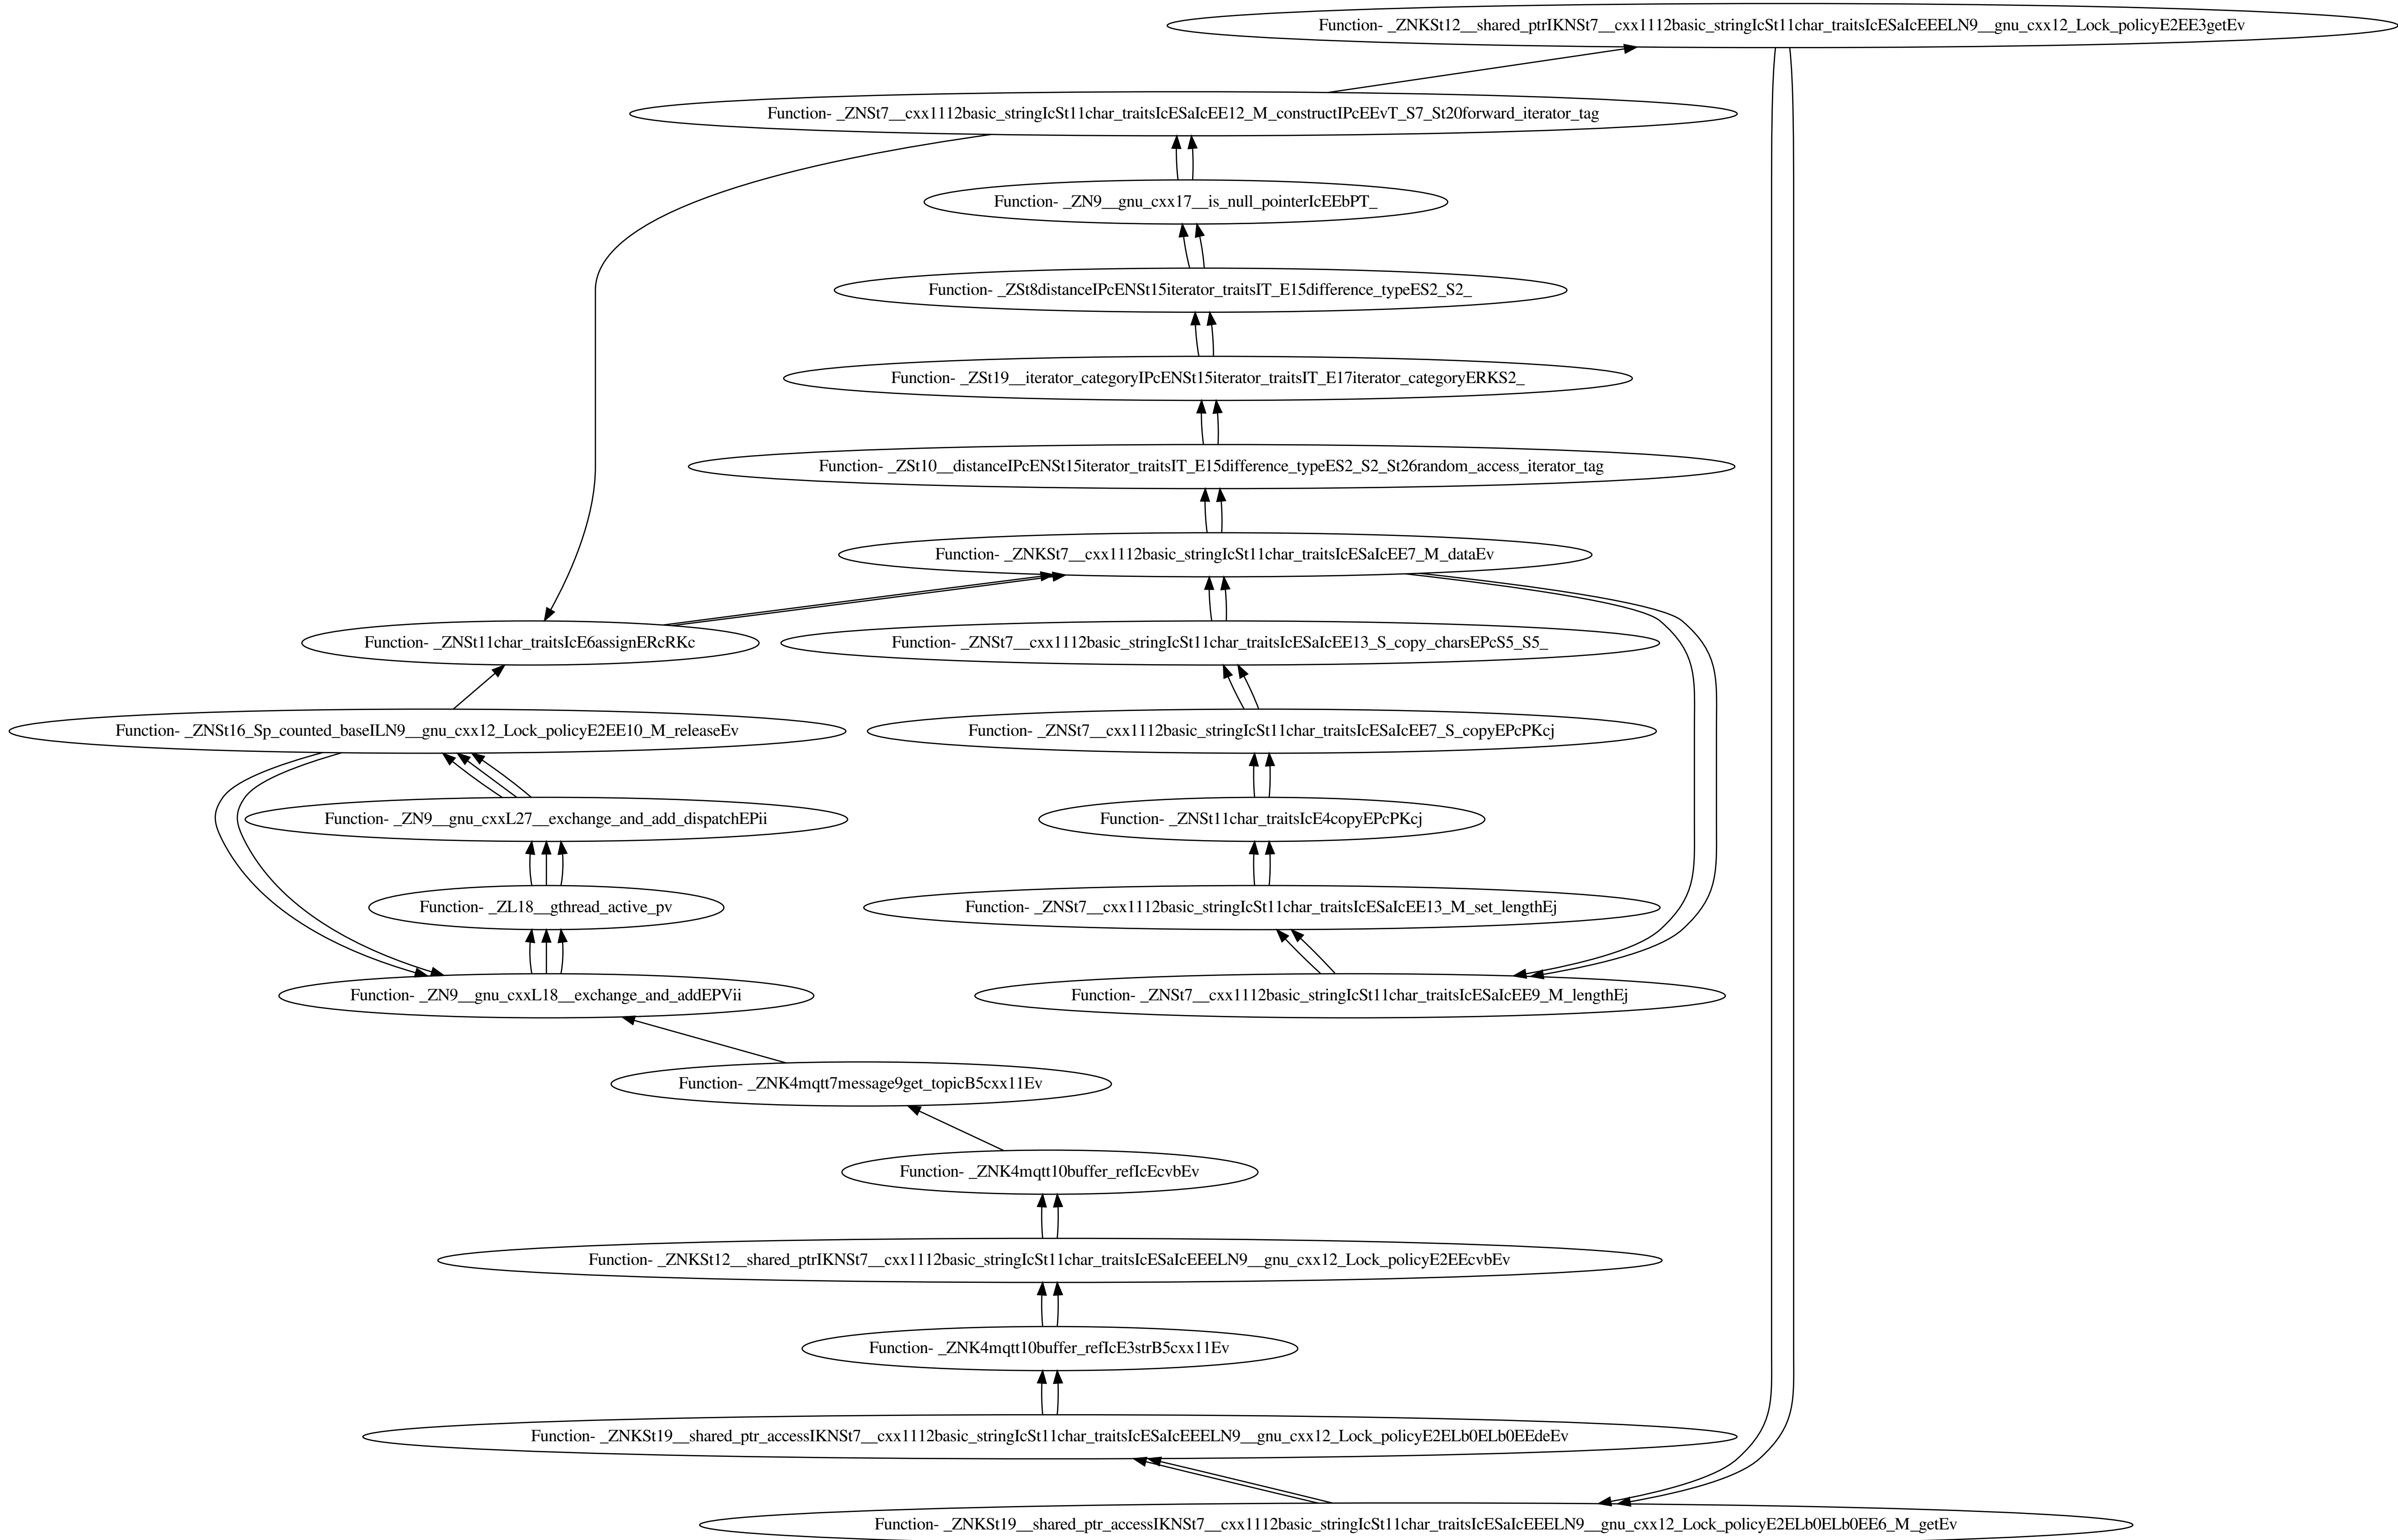 Function- _ZNKSt12__shared_ptrIKNSt7__cxx1112basic_stringIcSt11char_traitsIcESaIcEEELN9__gnu_cxx12_Lock_policyE2EE3getEv
Function- _ZNSt7__cxx1112basic_stringIcSt11char_traitsIcESaIcEE12_M_constructIPcEEvT_S7_St20forward_iterator_tag
Function- _ZN9__gnu_cxx17__is_null_pointerIcEEbPT_
Function- _ZSt8distanceIPcENSt15iterator_traitsIT_E15difference_typeES2_S2_
Function- _ZSt19__iterator_categoryIPcENSt15iterator_traitsIT_E17iterator_categoryERKS2_
Function- _ZSt10__distanceIPcENSt15iterator_traitsIT_E15difference_typeES2_S2_St26random_access_iterator_tag
Function- _ZNKSt7__cxx1112basic_stringIcSt11char_traitsIcESaIcEE7_M_dataEv
Function- _ZNSt11char_traitsIcE6assignERcRKc
Function- _ZNSt7__cxx1112basic_stringIcSt11char_traitsIcESaIcEE13_S_copy_charsEPcS5_S5_
Function- _ZNSt16_Sp_counted_baseILN9__gnu_cxx12_Lock_policyE2EE10_M_releaseEv
Function- _ZNSt7__cxx1112basic_stringIcSt11char_traitsIcESaIcEE7_S_copyEPcPKcj
Function- _ZN9__gnu_cxxL27__exchange_and_add_dispatchEPii
Function- _ZNSt11char_traitsIcE4copyEPcPKcj
Function- _ZL18__gthread_active_pv
Function- _ZNSt7__cxx1112basic_stringIcSt11char_traitsIcESaIcEE13_M_set_lengthEj
Function- _ZN9__gnu_cxxL18__exchange_and_addEPVii
Function- _ZNSt7__cxx1112basic_stringIcSt11char_traitsIcESaIcEE9_M_lengthEj
Function- _ZNK4mqtt7message9get_topicB5cxx11Ev
Function- _ZNK4mqtt10buffer_refIcEcvbEv
Function- _ZNKSt12__shared_ptrIKNSt7__cxx1112basic_stringIcSt11char_traitsIcESaIcEEELN9__gnu_cxx12_Lock_policyE2EEcvbEv
Function- _ZNK4mqtt10buffer_refIcE3strB5cxx11Ev
Function- _ZNKSt19__shared_ptr_accessIKNSt7__cxx1112basic_stringIcSt11char_traitsIcESaIcEEELN9__gnu_cxx12_Lock_policyE2ELb0ELb0EEdeEv
Function- _ZNKSt19__shared_ptr_accessIKNSt7__cxx1112basic_stringIcSt11char_traitsIcESaIcEEELN9__gnu_cxx12_Lock_policyE2ELb0ELb0EE6_M_getEv